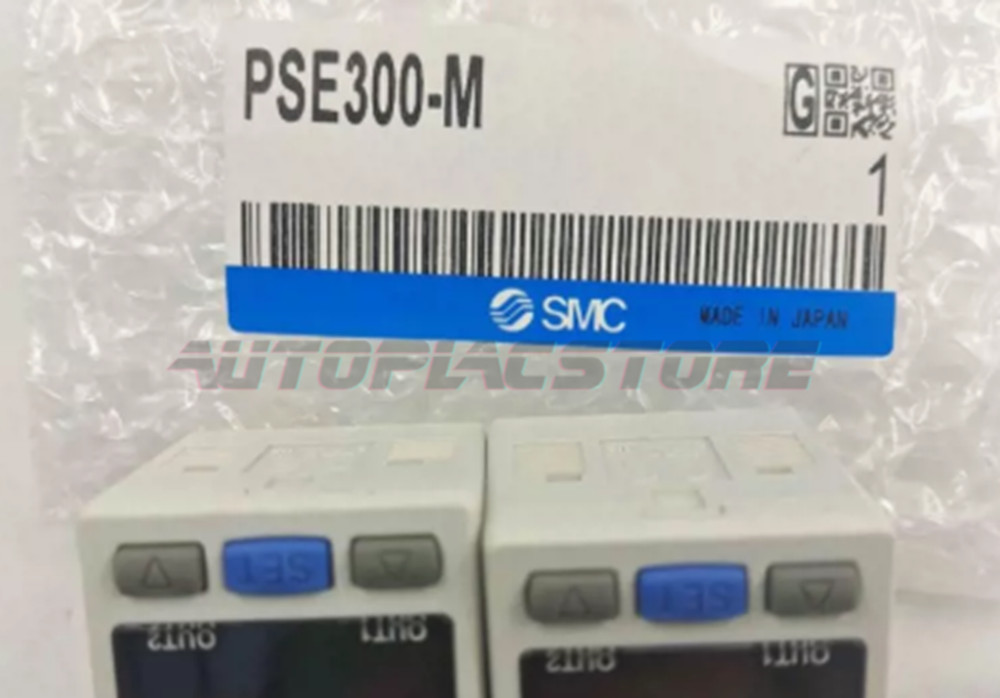 PSE300-M
G
1
SMC MADE IN JAPAN
AUTOPLACSTORE
SET SET
OUT2 OUT1 OUT2 OUT1